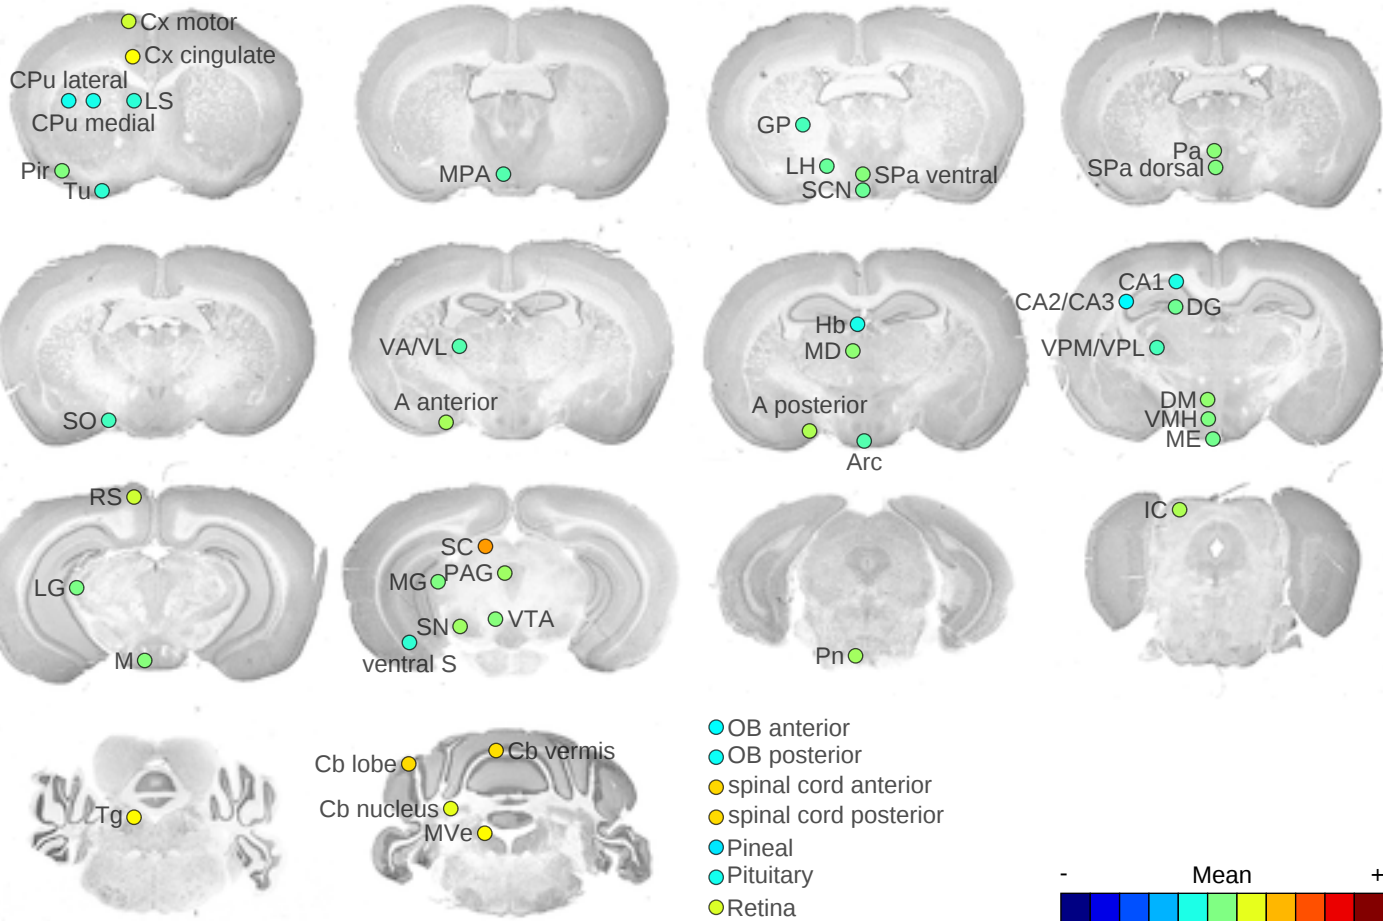 Cx motor
Cx cingulate
CPu lateral
LS
CPu medial
Pir
Tu
MPA
GP
LH
SPa ventral
SCN
Pa
SPa dorsal
SO
VA/VL
A anterior
Hb
MD
A posterior
Arc
CA1
CA2/CA3
DG
VPM/VPL
DM
VMH
ME
RS
LG
M
SC
PAG
MG
VTA
SN
ventral S
Pn
IC
Tg
Cb vermis
Cb lobe
Cb nucleus
MVe
OB anterior
OB posterior
spinal cord anterior
spinal cord posterior
Pineal
Pituitary
Retina
- Mean +